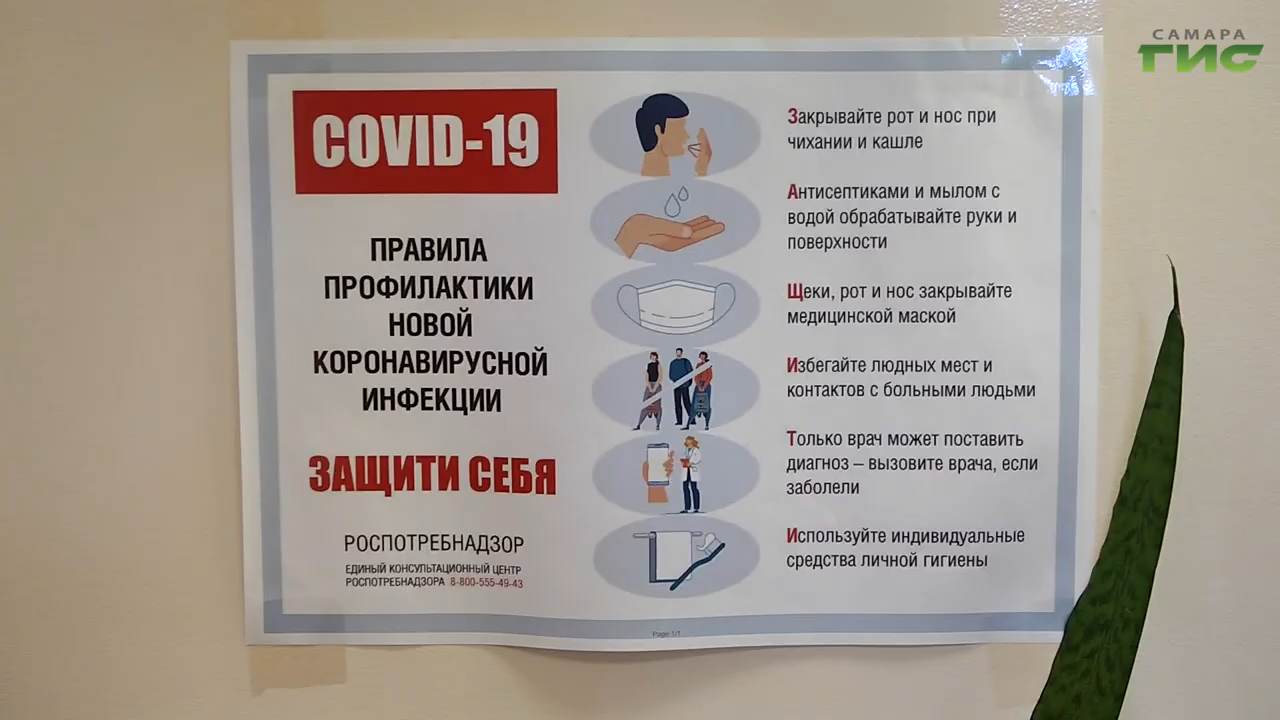 САМАРА
ГИС
COVID-19
ПРАВИЛА
ПРОФИЛАКТИКИ
НОВОЙ
КОРОНАВИРУСНОЙ
ИНФЕКЦИИ
ЗАЩИТИ СЕБЯ
РОСПОТРЕБНАДЗОР
ЕДИНЫЙ КОНСУЛЬТАЦИОННЫЙ ЦЕНТР
РОСПОТРЕБНАДЗОРА 8-800-555-49-43
Закрывайте рот и нос при
чихании и кашле
Антисептиками и мылом с
водой обрабатывайте руки и
поверхности
Щеки, рот и нос закрывайте
медицинской маской
Избегайте людных мест и
контактов с больными людьми
Только врач может поставить
диагноз – вызовите врача, если
заболели
Используйте индивидуальные
средства личной гигиены
Page 1/1